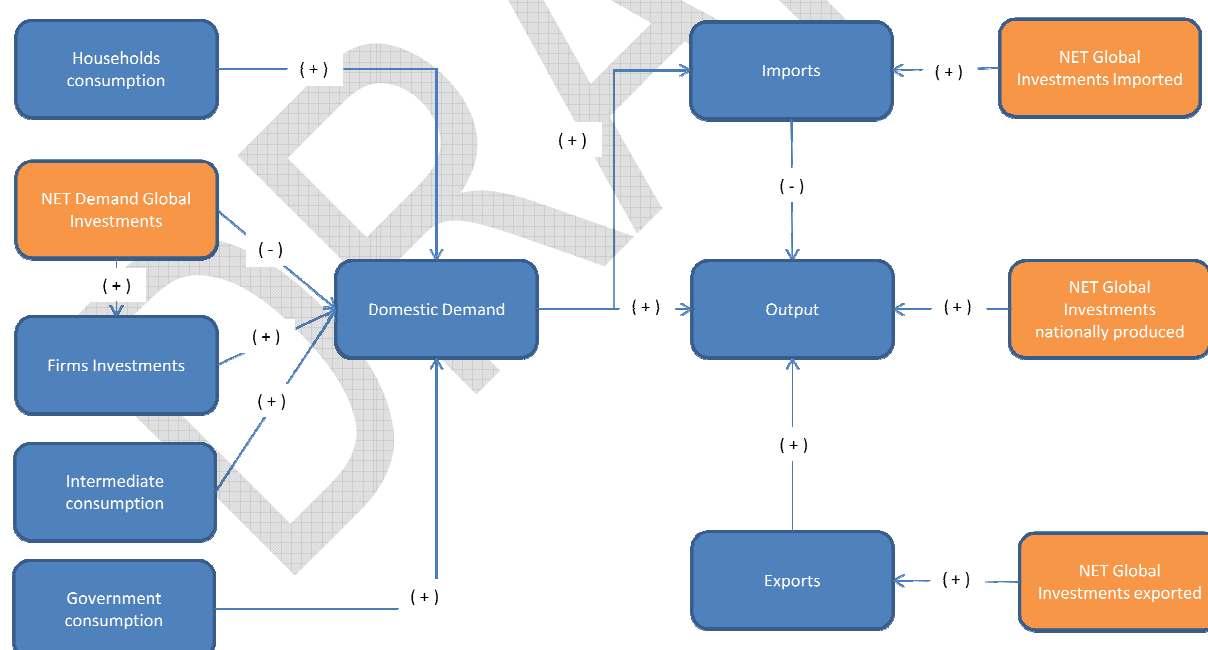 Households
consumption
( + )
Imports
( + )
NET Global
Investments Imported
( + )
NET Demand Global
Investments
( - )
( - )
( + )
Domestic Demand
( + )
Output
( + )
NET Global
Investments
nationally produced
Firms Investments
( + )
( + )
Intermediate
consumption
( + )
Government
consumption
( + )
Exports
( + )
NET Global
Investments exported
DRA